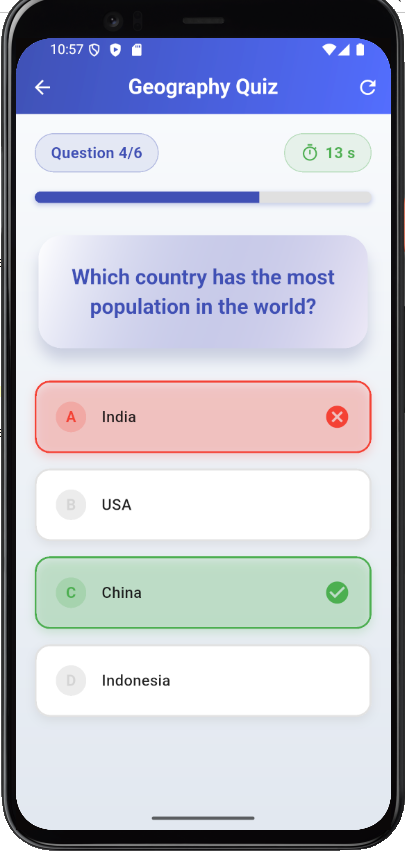 10:57
Geography Quiz
Question 4/6
13 s
Which country has the most
population in the world?
A India
B USA
C China
D Indonesia